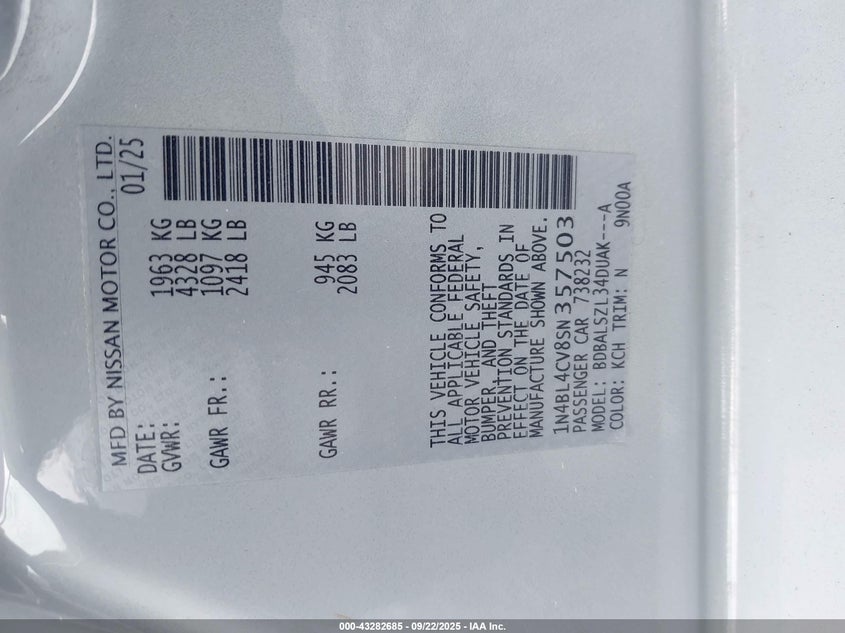 MFD BY NISSAN MOTOR CO., LTD.
DATE: 01/25
GVWR: 1963 KG
4328 LB
GAWR FR.: 1097 KG
2418 LB
GAWR RR.: 945 KG
2083 LB
THIS VEHICLE CONFORMS TO
ALL APPLICABLE FEDERAL
MOTOR VEHICLE SAFETY,
BUMPER, AND THEFT
PREVENTION STANDARDS IN
EFFECT ON THE DATE OF
MANUFACTURE SHOWN ABOVE.
1N4BL4CV8SN357503
PASSENGER CAR 738232
MODEL: BDBALSZL34DUAK---A
COLOR: KCH TRIM: N 9N00A
000-43282685 - 09/22/2025 - IAA Inc.